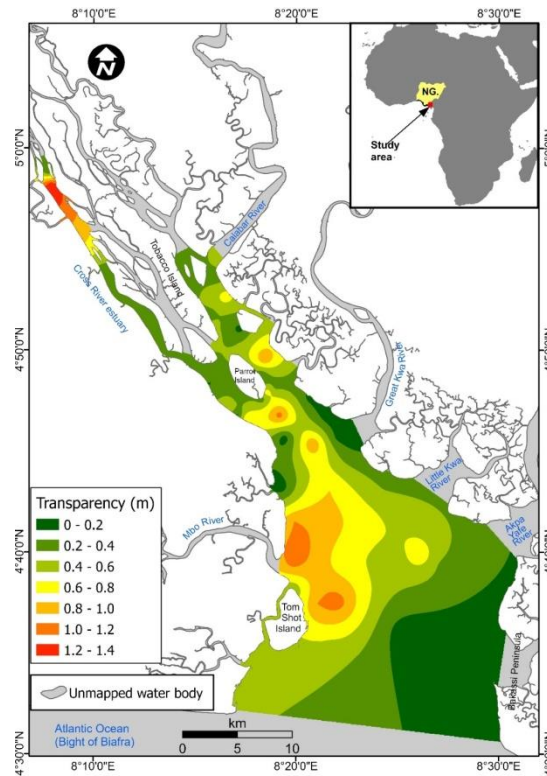 8°10'0"E 8°20'0"E 8°30'0"E
N
NG.
Study
area
5°0'0"N
Calabar River
Tobacco Island
Cross River estuary
4°50'0"N
Parrot
Island
Great Kwa River
Little Kwa
River
Akpa
Yafe
River
Transparency (m)
0 - 0.2
0.2 - 0.4
0.4 - 0.6
0.6 - 0.8
0.8 - 1.0
1.0 - 1.2
1.2 - 1.4
Mbo River
4°40'0"N
Tom
Shot
Island
Unmapped water body
Peninsula
km
0 5 10
Atlantic Ocean
(Bight of Biafra)
4°30'0"N
8°10'0"E 8°20'0"E 8°30'0"E